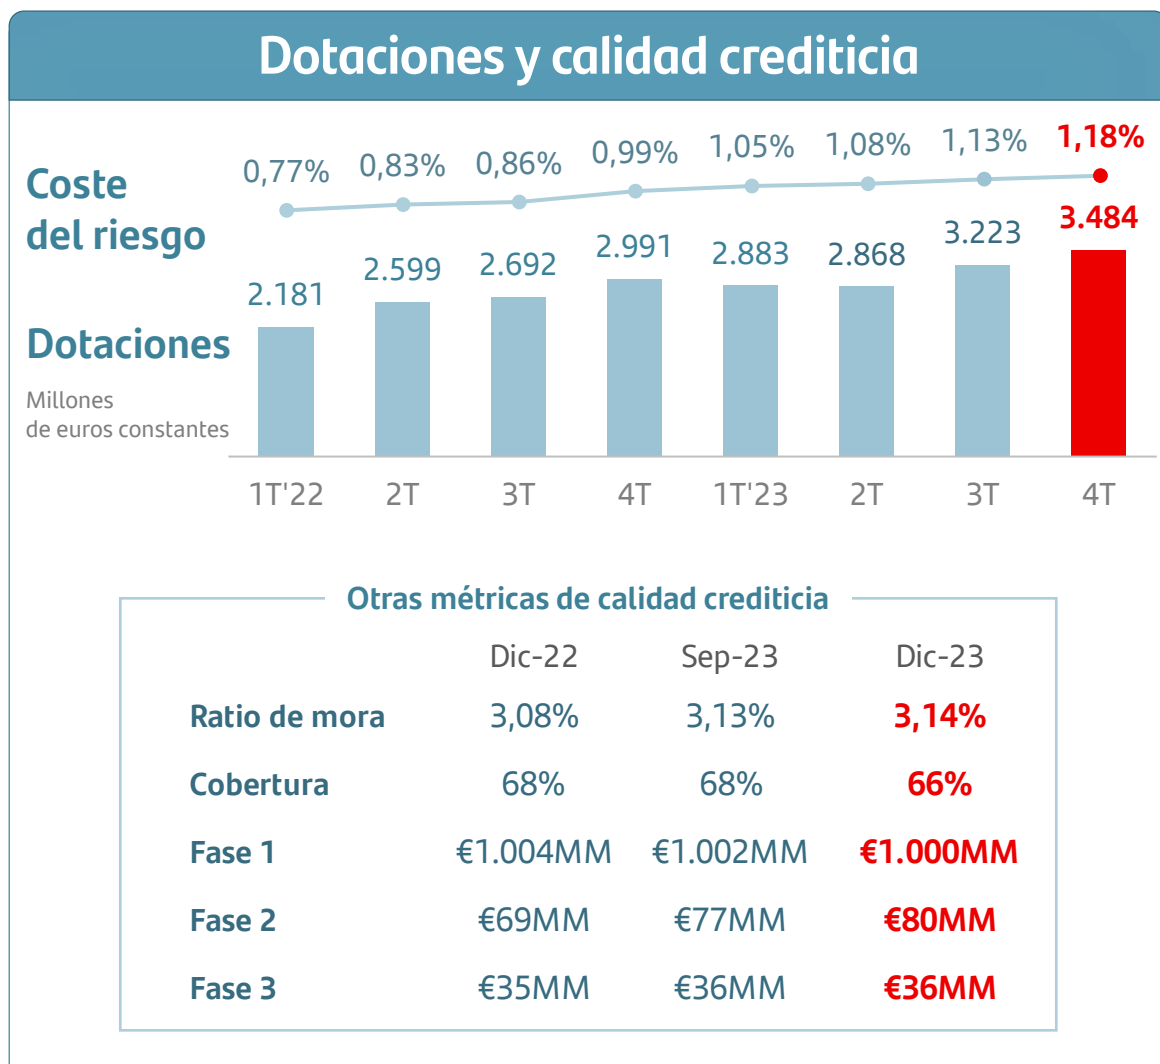 Dotaciones y calidad crediticia
Coste
del riesgo
0,77% 0,83% 0,86% 0,99% 1,05% 1,08% 1,13% 1,18%
Dotaciones
Millones
de euros constantes
2.181 2.599 2.692 2.991 2.883 2.868 3.223 3.484
1T'22 2T 3T 4T 1T'23 2T 3T 4T
Otras métricas de calidad crediticia
Dic-22 Sep-23 Dic-23
Ratio de mora 3,08% 3,13% 3,14%
Cobertura 68% 68% 66%
Fase 1 €1.004MM €1.002MM €1.000MM
Fase 2 €69MM €77MM €80MM
Fase 3 €35MM €36MM €36MM